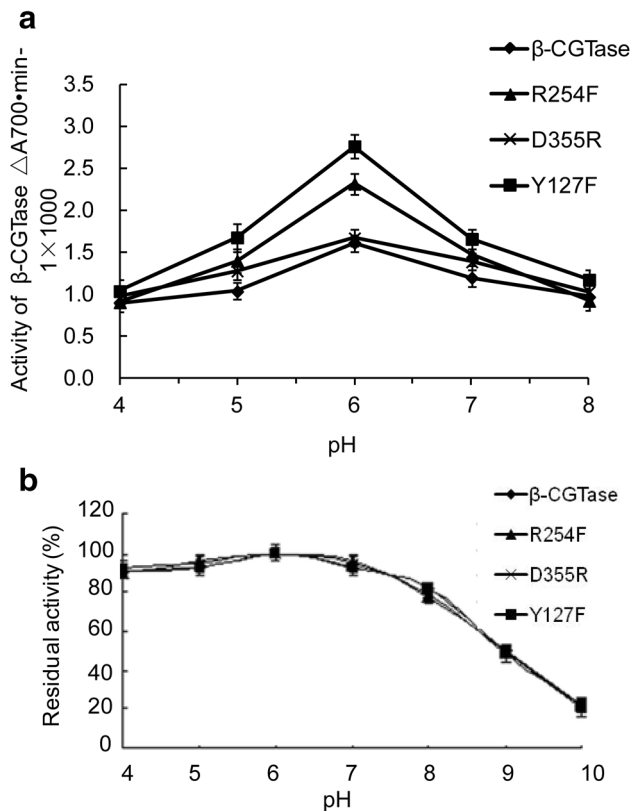 a
β-CGTase
R254F
D355R
Y127F
Activity of β-CGTase △A700•min-
1×1000
3.5
3.0
2.5
2.0
1.5
1.0
0.5
0.0
4 5 6 7 8
pH
b
β-CGTase
R254F
D355R
Y127F
Residual activity (%)
120
100
80
60
40
20
0
4 5 6 7 8 9 10
pH